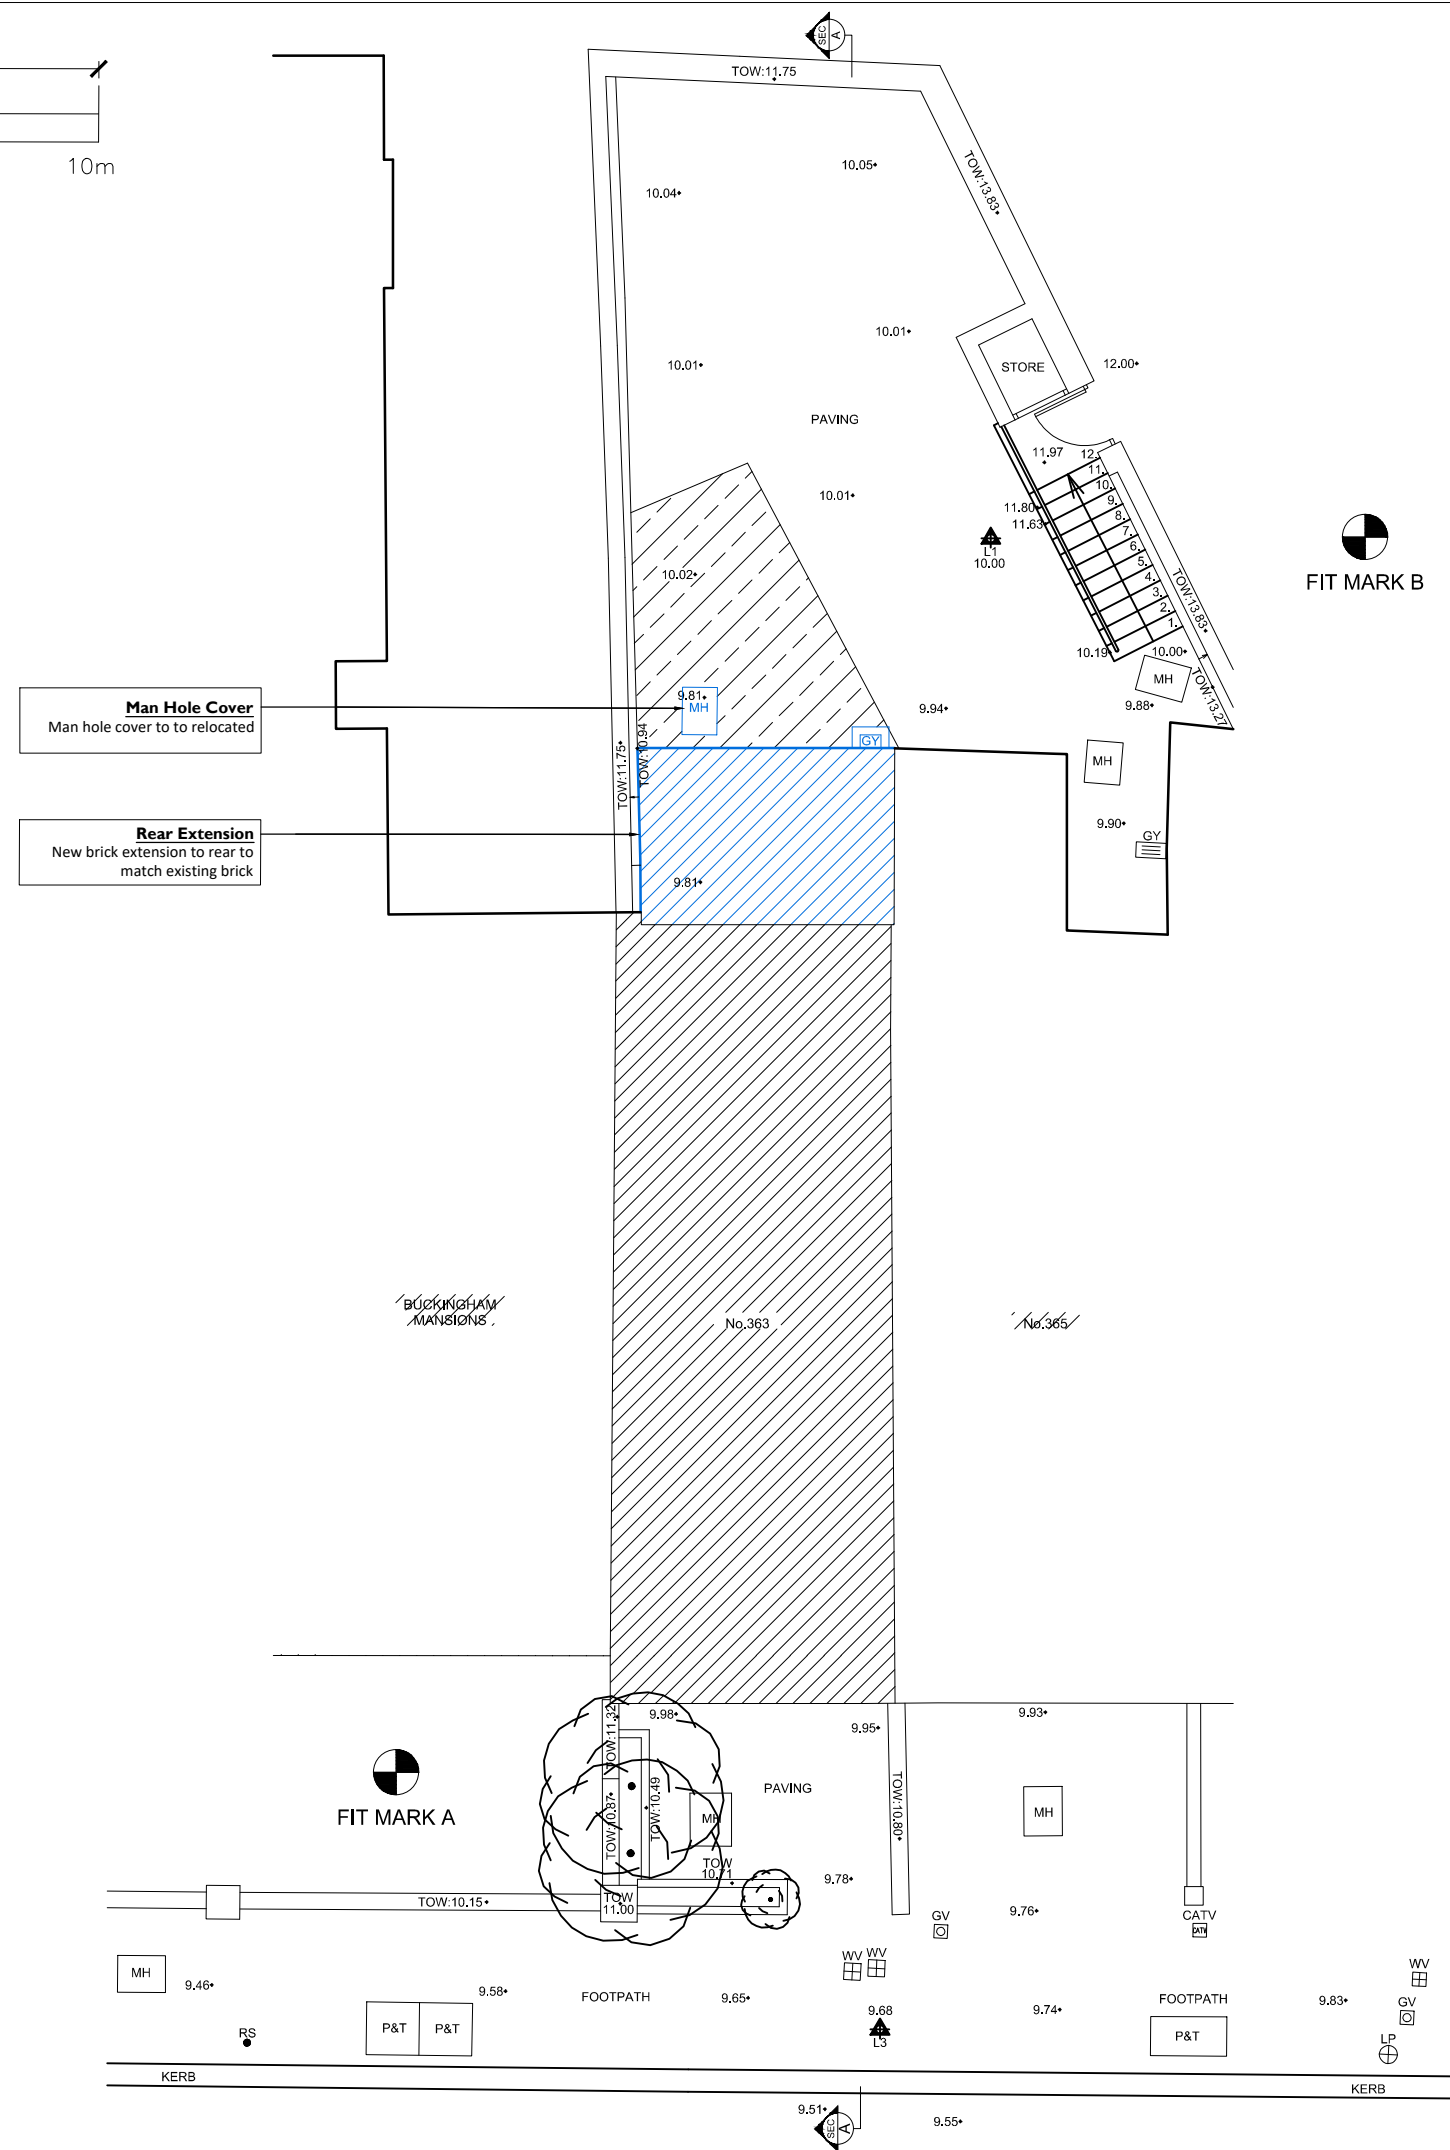 SEC
A
TOW:11.75
10m
10.05
10.04
TOW:13.83
10.01
10.01
STORE
12.00
PAVING
11.97
12.
11.
10.
9.
8.
7.
6.
5.
4.
3.
2.
1.
10.01
11.80
11.63
L1
10.00
FIT MARK B
10.02
TOW:13.83
10.19
10.00
MH
TOW:13.27
9.81
MH
Man Hole Cover
Man hole cover to to relocated
9.94
9.88
GY
TOW:11.75
TOW:10.94
MH
Rear Extension
New brick extension to rear to
match existing brick
9.90
GY
9.81
BUCKINGHAM
MANSIONS
No.363
No.365
TOW:11.32
9.98
9.95
9.93
FIT MARK A
TOW:10.87
TOW:10.49
PAVING
MH
TOW:10.80
MH
TOW
10.71
9.78
TOW:10.15
TOW
11.00
GV
9.76
CATV
CATV
MH
9.46
9.58
FOOTPATH
9.65
WV
WV
9.68
L3
9.74
FOOTPATH
9.83
WV
GV
RS
P&T
P&T
P&T
LP
KERB
KERB
9.51
SEC
A
9.55